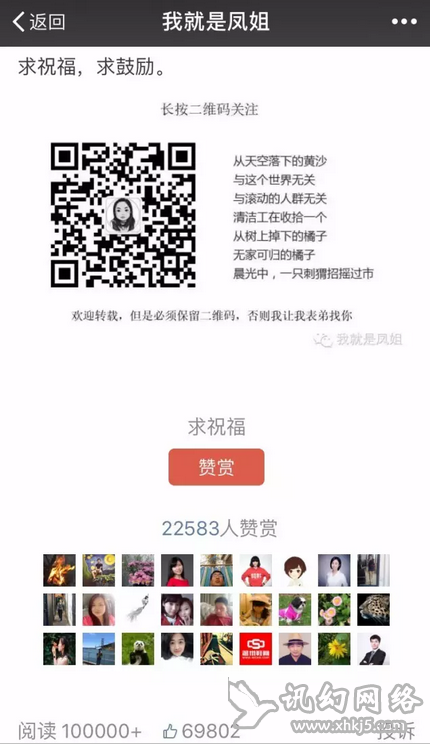 返回
我就是凤姐
求祝福，求鼓励。
长按二维码关注
从天空落下的黄沙
与这个世界无关
与滚动的人群无关
清洁工在收拾一个
从树上掉下的橘子
无家可归的橘子
晨光中，一只刺猬招摇过市
欢迎转载，但是必须保留二维码，否则我让我表弟找你
我就是凤姐
求祝福
赞赏
22583人赞赏
阅读 100000+
69802
投诉
讯幻网络
www.xhkj5.com